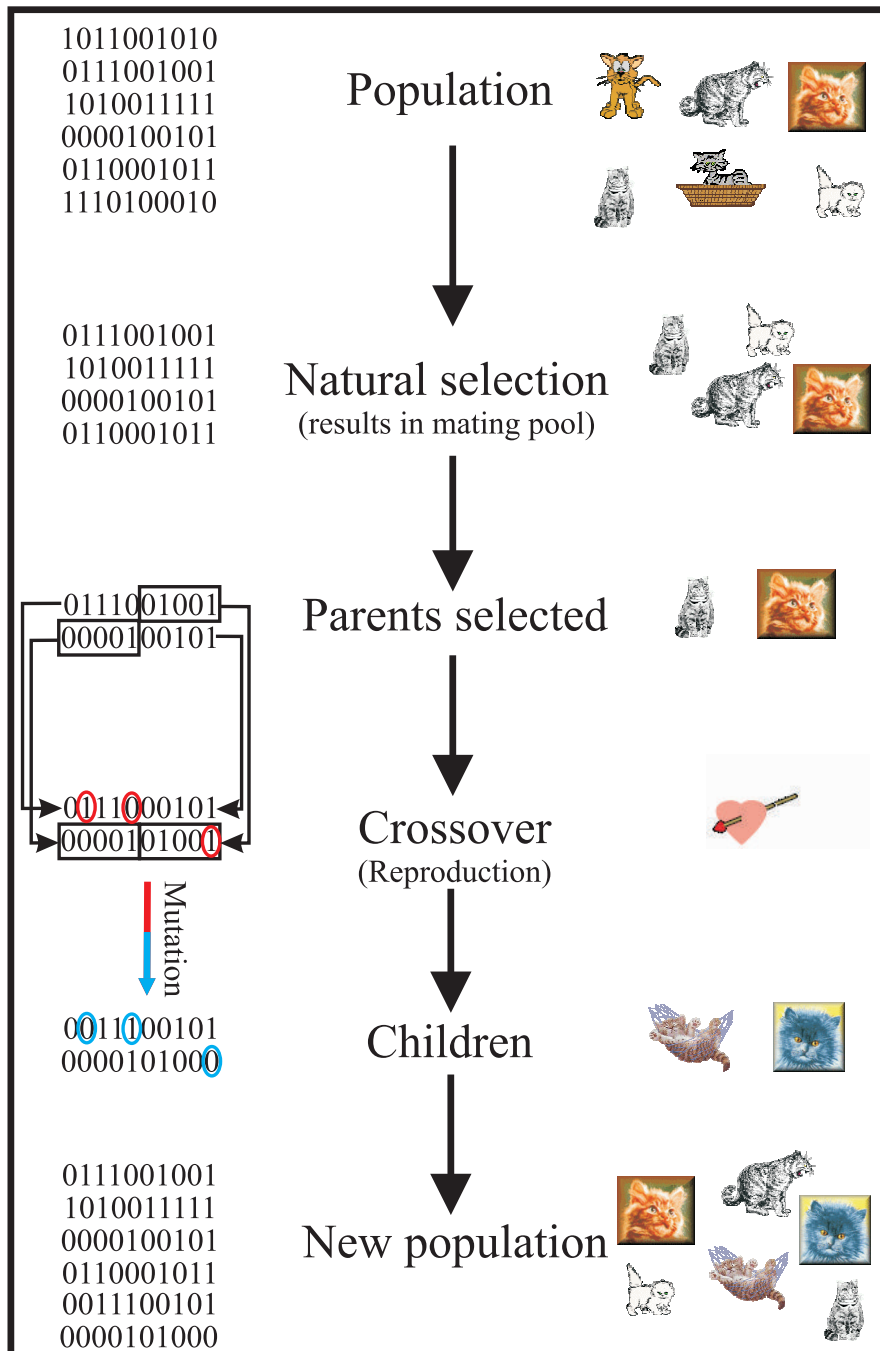 1011001010
0111001001
1010011111
0000100101
0110001011
1110100010
Population
0111001001
1010011111
0000100101
0110001011
Natural selection
(results in mating pool)
0111001001
0000100101
Parents selected
0111000101
0000101001
Crossover
(Reproduction)
Mutation
0011100101
0000101000
Children
0111001001
1010011111
0000100101
0110001011
0011100101
0000101000
New population